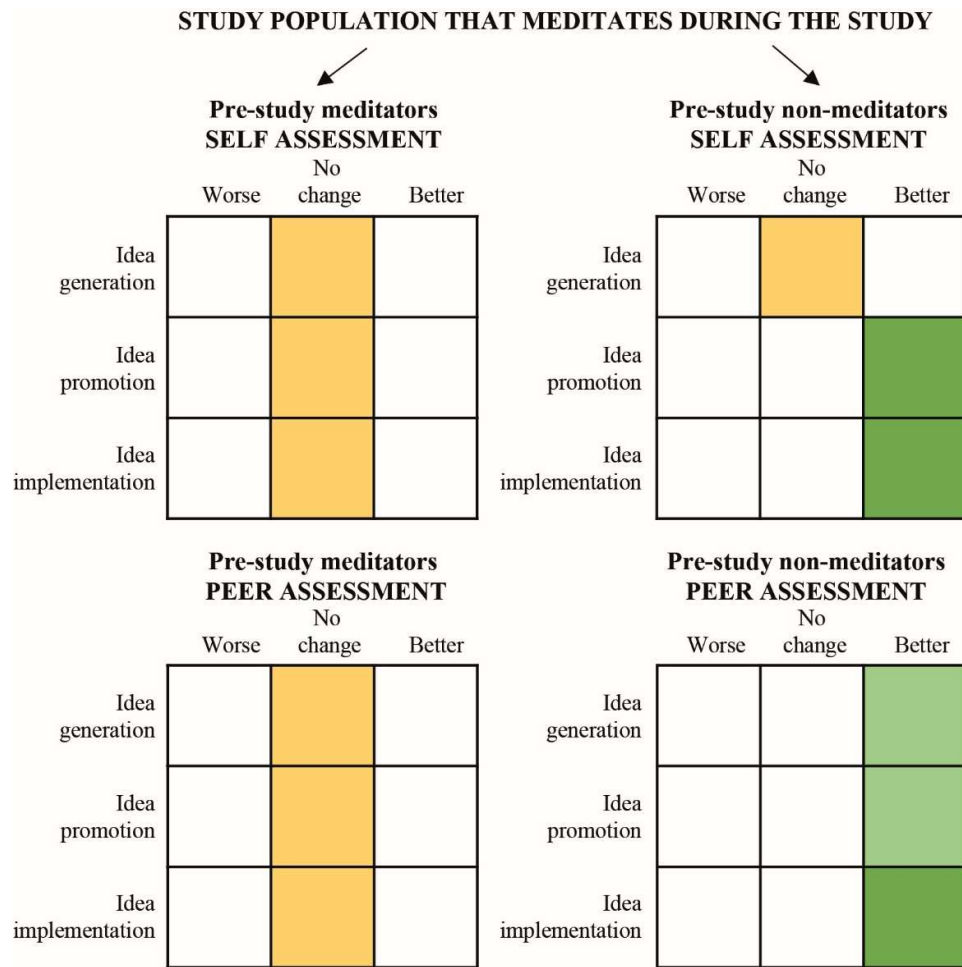 STUDY POPULATION THAT MEDITATES DURING THE STUDY
Pre-study meditators
SELF ASSESSMENT
No
Worse change Better
Idea
generation
Idea
promotion
Idea
implementation
Pre-study non-meditators
SELF ASSESSMENT
No
Worse change Better
Idea
generation
Idea
promotion
Idea
implementation
Pre-study meditators
PEER ASSESSMENT
No
Worse change Better
Idea
generation
Idea
promotion
Idea
implementation
Pre-study non-meditators
PEER ASSESSMENT
No
Worse change Better
Idea
generation
Idea
promotion
Idea
implementation